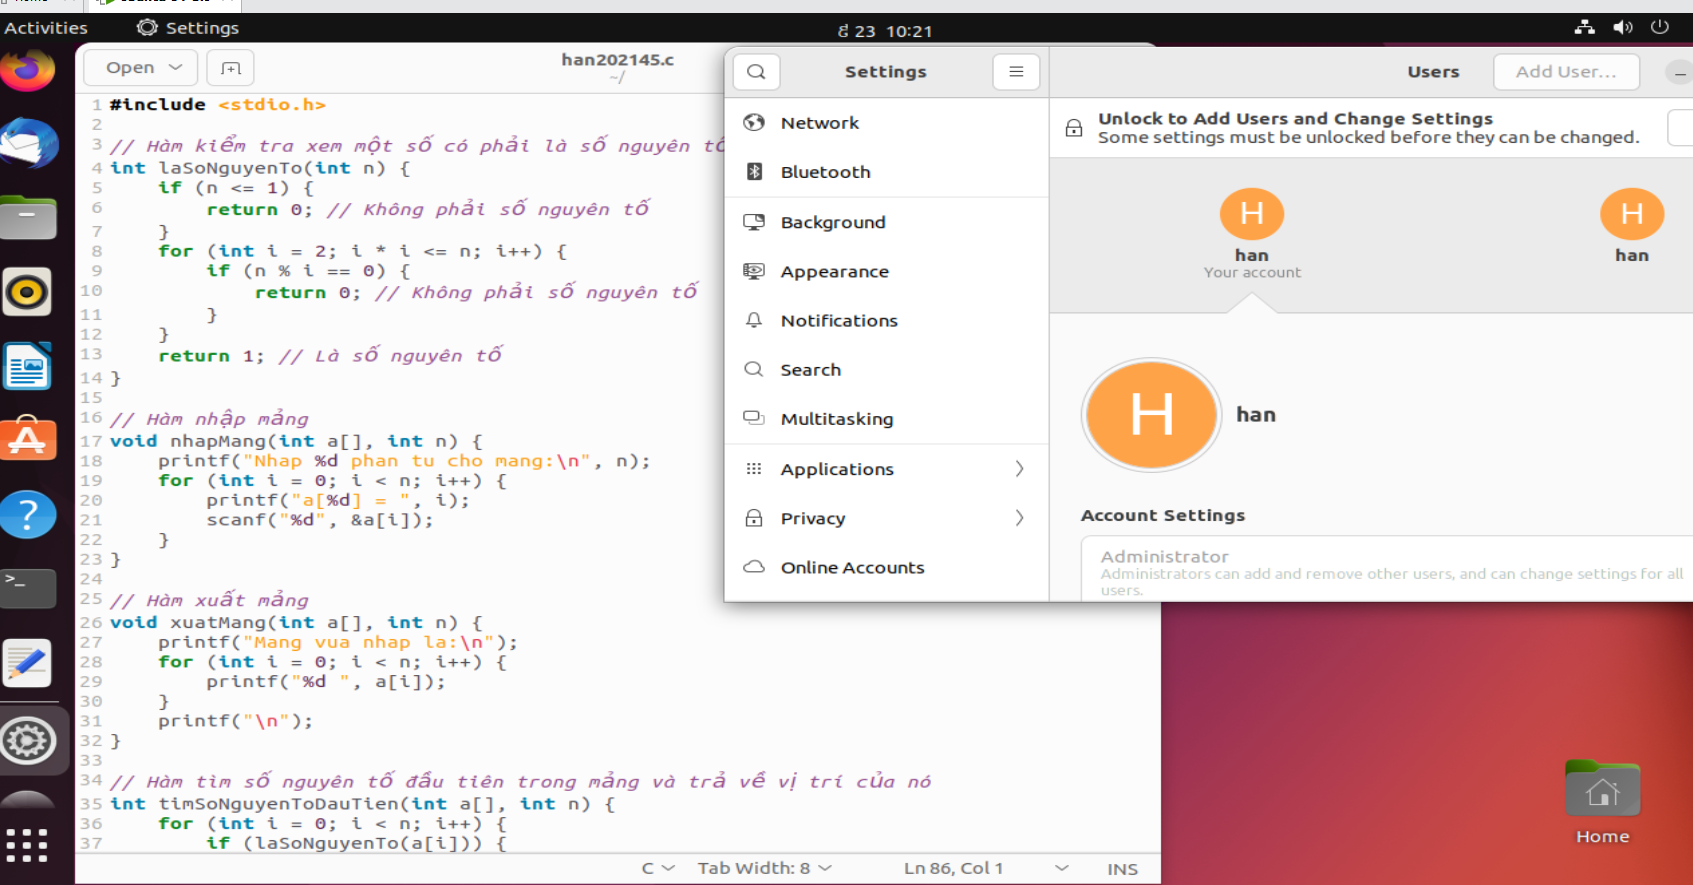 Activities
Settings
23 10:21
Open
han202145.c
~/
1 #include <stdio.h>
2
3 // Hàm kiểm tra xem một số có phải là số nguyên tố
4 int laSoNguyenTo(int n) {
5 if (n <= 1) {
6 return 0; // Không phải số nguyên tố
7 }
8 for (int i = 2; i * i <= n; i++) {
9 if (n % i == 0) {
10 return 0; // Không phải số nguyên tố
11 }
12 }
13 return 1; // Là số nguyên tố
14 }
15
16 // Hàm nhập mảng
17 void nhapMang(int a[], int n) {
18 printf("Nhap %d phan tu cho mang:\n", n);
19 for (int i = 0; i < n; i++) {
20 printf("a[%d] = ", i);
21 scanf("%d", &a[i]);
22 }
23 }
24
25 // Hàm xuất mảng
26 void xuatMang(int a[], int n) {
27 printf("Mang vua nhap la:\n");
28 for (int i = 0; i < n; i++) {
29 printf("%d ", a[i]);
30 }
31 printf("\n");
32 }
33
34 // Hàm tìm số nguyên tố đầu tiên trong mảng và trả về vị trí của nó
35 int timSoNguyenToDauTien(int a[], int n) {
36 for (int i = 0; i < n; i++) {
37 if (laSoNguyenTo(a[i])) {
C
Tab Width: 8
Ln 86, Col 1
INS
Settings
Network
Bluetooth
Background
Appearance
Notifications
Search
Multitasking
Applications
Privacy
Online Accounts
Users
Add User...
Unlock to Add Users and Change Settings
Some settings must be unlocked before they can be changed.
H
han
Your account
H
han
H
han
Account Settings
Administrator
Administrators can add and remove other users, and can change settings for all
users.
Home